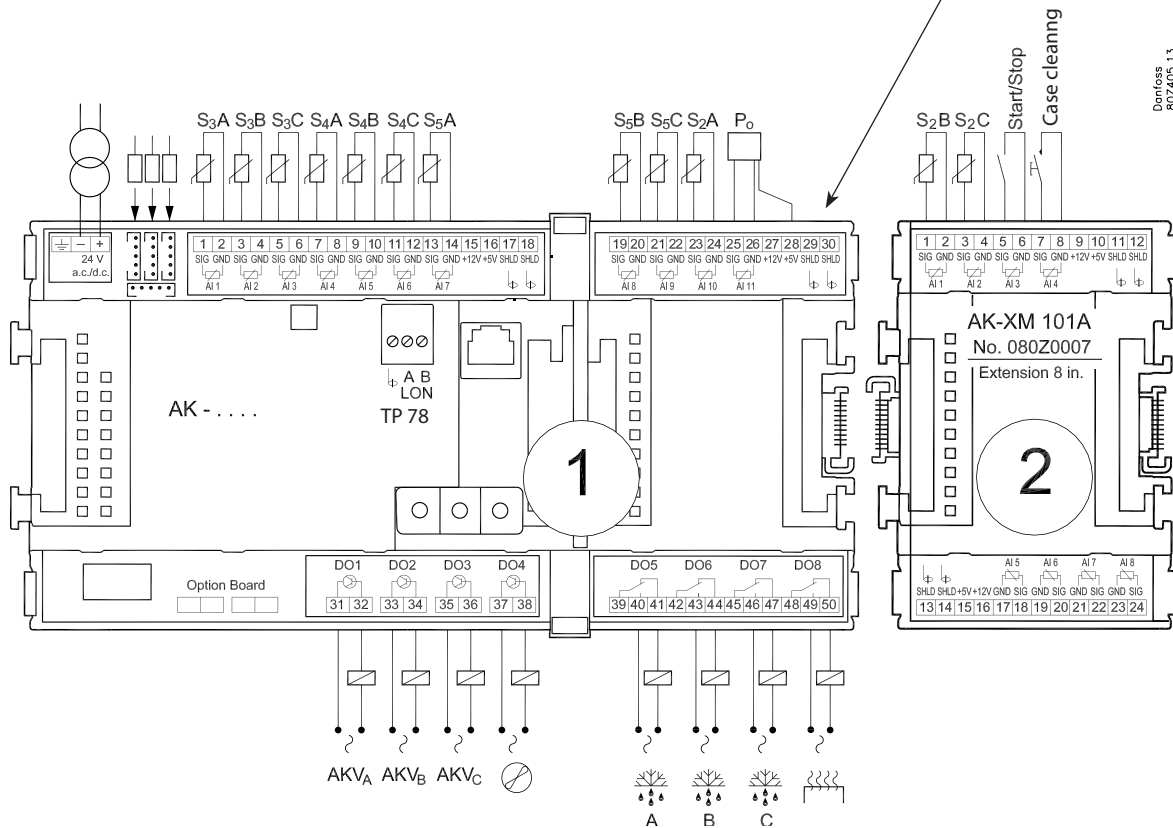 Danfoss
80Z405.13
S3A S3B S3C S4A S4B S4C S5A
S5B S5C S2A P0
S2B S2C Start/Stop Case cleanng
– +
24 V
a.c./d.c.
1 2 3 4 5 6 7 8 9 10 11 12 13 14 15 16 17 18
SIG GND SIG GND SIG GND SIG GND SIG GND SIG GND SIG GND +12V +5V SHLD SHLD
AI 1 AI 2 AI 3 AI 4 AI 5 AI 6 AI 7
19 20 21 22 23 24 25 26 27 28 29 30
SIG GND SIG GND SIG GND SIG GND +12V +5V SHLD SHLD
AI 8 AI 9 AI 10 AI 11
1 2 3 4 5 6 7 8 9 10 11 12
SIG GND SIG GND SIG GND SIG GND +12V +5V SHLD SHLD
AI 1 AI 2 AI 3 AI 4
A B
LON
TP 78
AK - . . . .
1
AK-XM 101A
No. 080Z0007
Extension 8 in.
2
Option Board
DO1 DO2 DO3 DO4
31 32 33 34 35 36 37 38
DO5 DO6 DO7 DO8
39 40 41 42 43 44 45 46 47 48 49 50
AI 5 AI 6 AI 7 AI 8
SHLD SHLD +5V +12V GND SIG GND SIG GND SIG GND SIG
13 14 15 16 17 18 19 20 21 22 23 24
AKVA AKVB AKVC
A B C